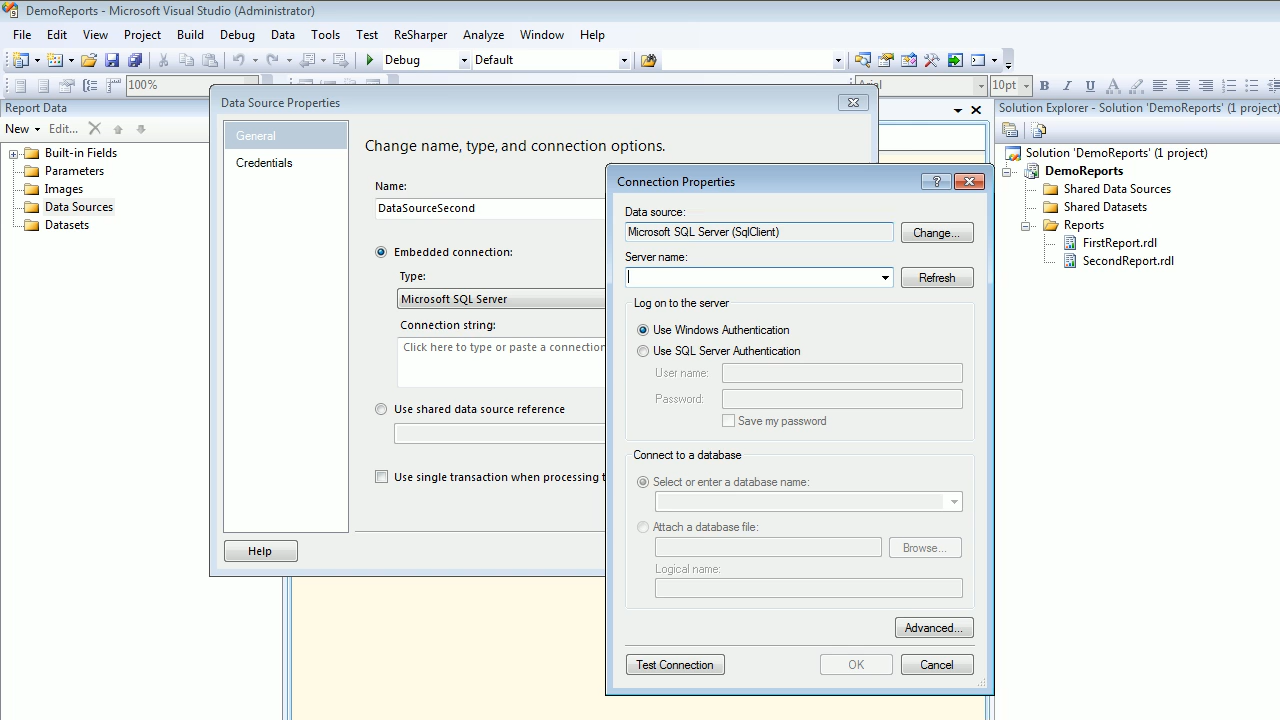 DemoReports - Microsoft Visual Studio (Administrator)
File Edit View Project Build Debug Data Tools Test ReSharper Analyze Window Help
Debug Default
100% Arial 10pt B I U A
Report Data
New Edit...
Built-in Fields
Parameters
Images
Data Sources
Datasets
Data Source Properties
General
Credentials
Change name, type, and connection options.
Name:
DataSourceSecond
Embedded connection:
Type:
Microsoft SQL Server
Connection string:
Click here to type or paste a connection
Use shared data source reference
Use single transaction when processing t
Help
Connection Properties
?
Data source:
Microsoft SQL Server (SqlClient)
Change...
Server name:
Refresh
Log on to the server
Use Windows Authentication
Use SQL Server Authentication
User name:
Password:
Save my password
Connect to a database
Select or enter a database name:
Attach a database file:
Browse...
Logical name:
Advanced...
Test Connection OK Cancel
Solution Explorer - Solution 'DemoReports' (1 project)
Solution 'DemoReports' (1 project)
DemoReports
Shared Data Sources
Shared Datasets
Reports
FirstReport.rdl
SecondReport.rdl